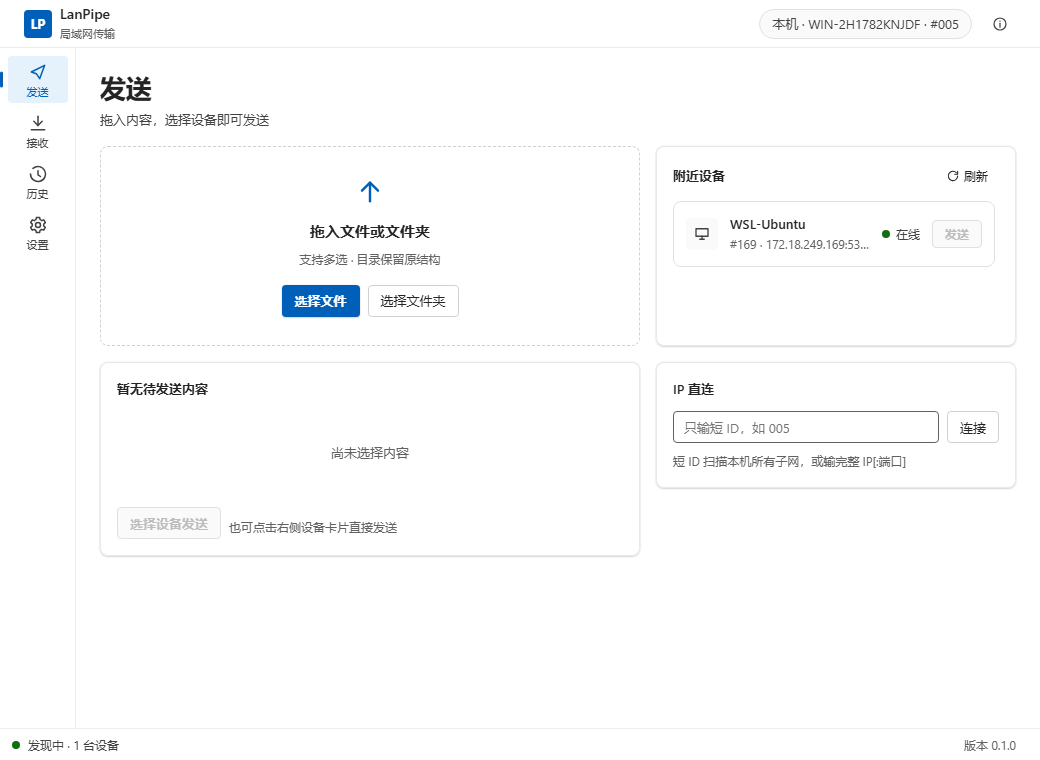 LP
LanPipe
局域网传输
本机 · WIN-2H1782KNJDF · #005
发送
接收
历史
设置
发送
拖入内容，选择设备即可发送
拖入文件或文件夹
支持多选 · 目录保留原结构
选择文件
选择文件夹
附近设备
刷新
WSL-Ubuntu
#169 · 172.18.249.169:53...
在线
发送
暂无待发送内容
尚未选择内容
选择设备发送
也可点击右侧设备卡片直接发送
IP 直连
只输短 ID，如 005
连接
短 ID 扫描本机所有子网，或输完整 IP[:端口]
发现中 · 1 台设备
版本 0.1.0